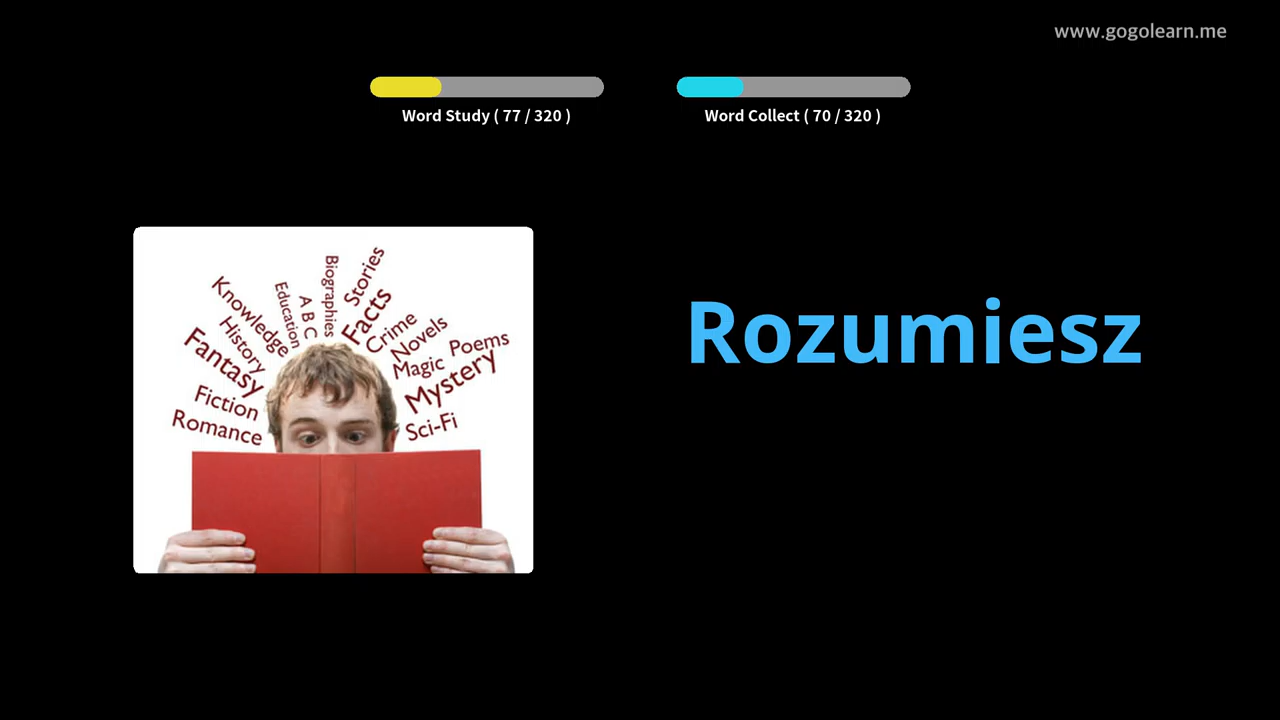 www.gogolearn.me
Word Study ( 77 / 320 )
Word Collect ( 70 / 320 )
Rozumiesz
Biographies
Stories
Education
A B C
Facts
Knowledge
Crime
Novels
History
Poems
Fantasy
Magic
Mystery
Fiction
Romance
Sci-Fi